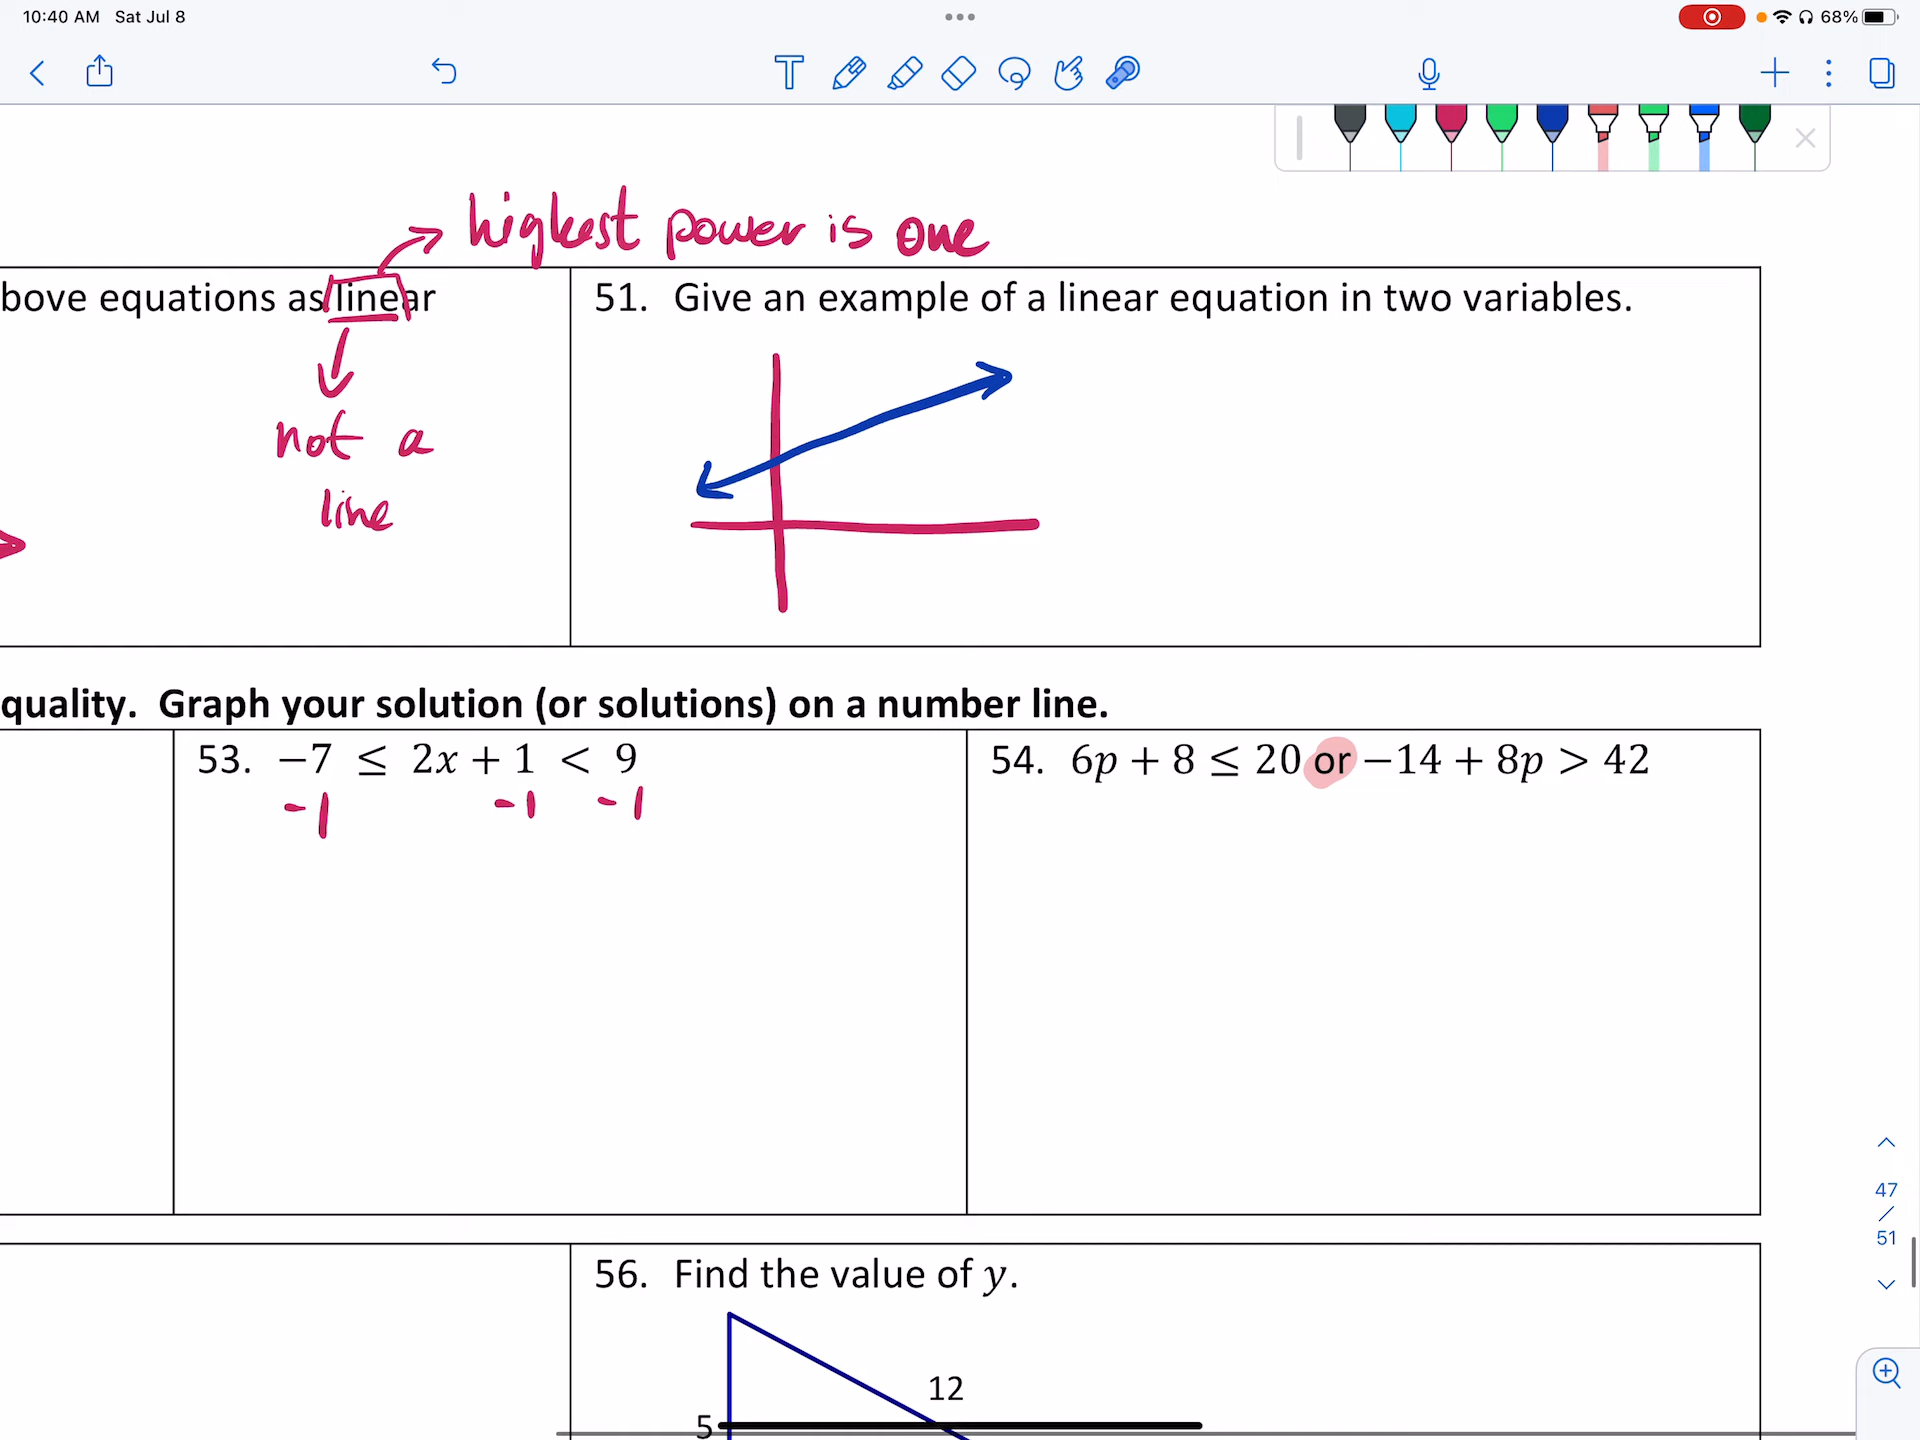 10:40 AM Sat Jul 8
68%
T
highest power is one
bove equations as linear
not a
line
51. Give an example of a linear equation in two variables.
quality. Graph your solution (or solutions) on a number line.
53. −7 ≤ 2x + 1 < 9
-1 -1 -1
54. 6p + 8 ≤ 20 or −14 + 8p > 42
47
/
51
56. Find the value of y.
12
5